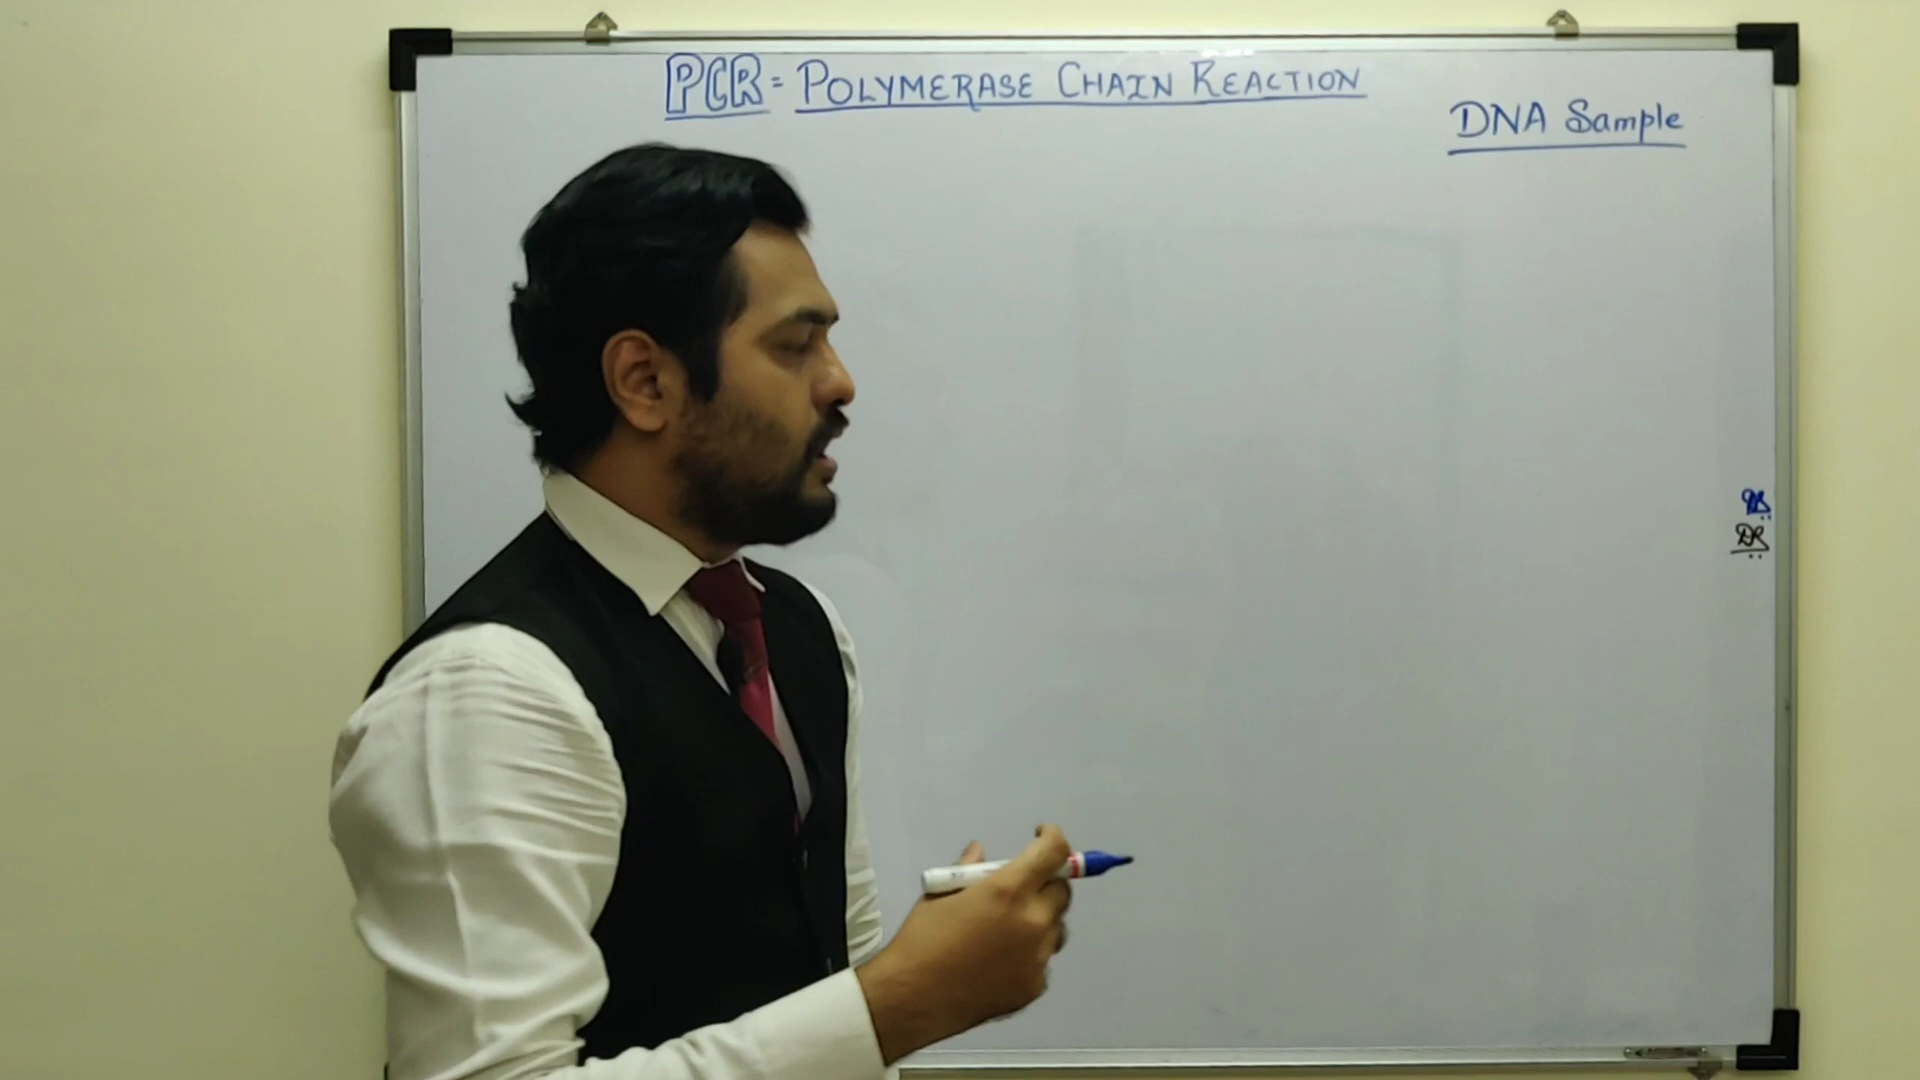 PCR = POLYMERASE CHAIN REACTION
DNA Sample